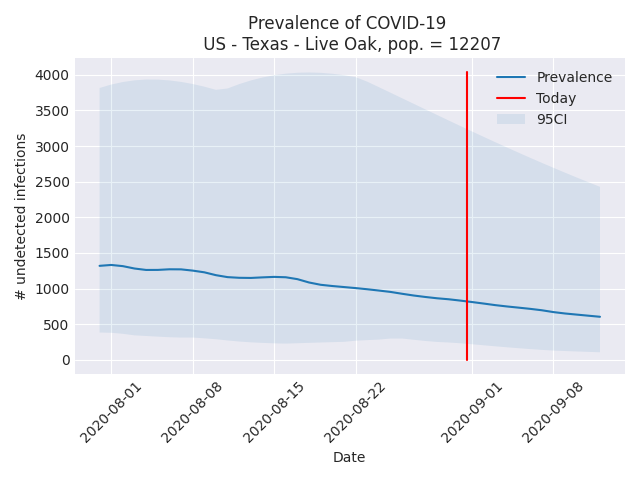 Prevalence of COVID-19
US - Texas - Live Oak, pop. = 12207
# undetected infections
4000
3500
3000
2500
2000
1500
1000
500
0
Prevalence
Today
95CI
2020-08-01
2020-08-08
2020-08-15
2020-08-22
2020-09-01
2020-09-08
Date